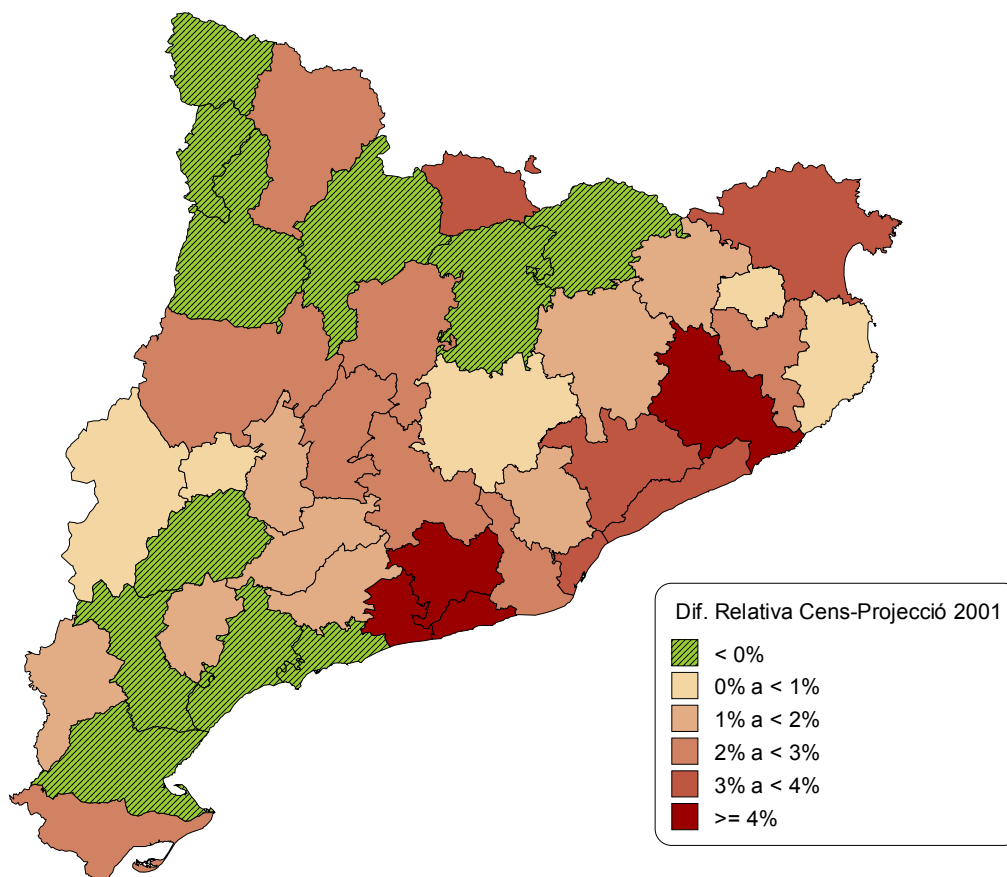 Dif. Relativa Cens-Projecció 2001
< 0%
0% a < 1%
1% a < 2%
2% a < 3%
3% a < 4%
>= 4%